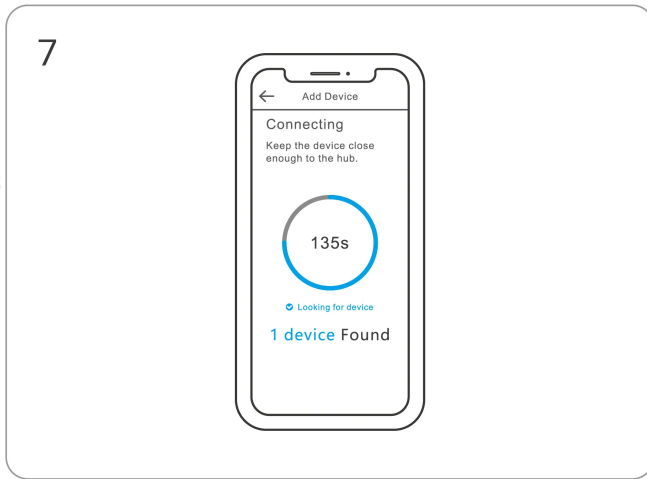 7
Add Device
Connecting
Keep the device close
enough to the hub.
135s
Looking for device
1 device Found